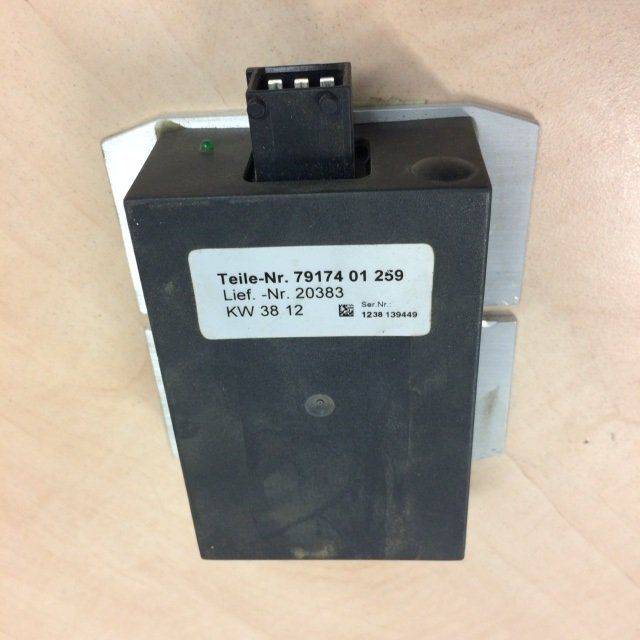 Teile-Nr. 79174 01 259
Lief. -Nr. 20383
KW 38 12
Ser.Nr.:
1238 139449